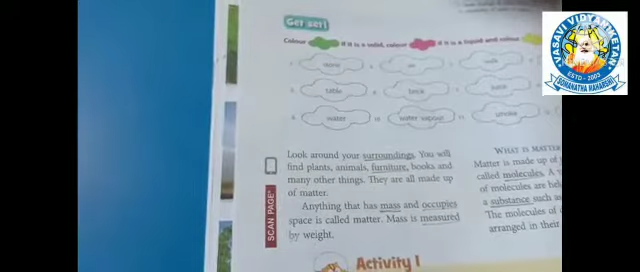 Get set!
Colour if it is a solid, colour if it is a liquid and colour
milk
table
juice
water
water vapour
smoke
Look around your surroundings. You will
find plants, animals, furniture, books and
many other things. They are all made up
of matter.
Anything that has mass and occupies
space is called matter. Mass is measured
by weight.
SCAN PAGE
WHAT IS MATTER
Matter is made up of
called molecules. A
of molecules are
a substance such as
The molecules of
arranged in their
Activity 1
VASAVI VIDYANIKETAN
ESTD - 2003